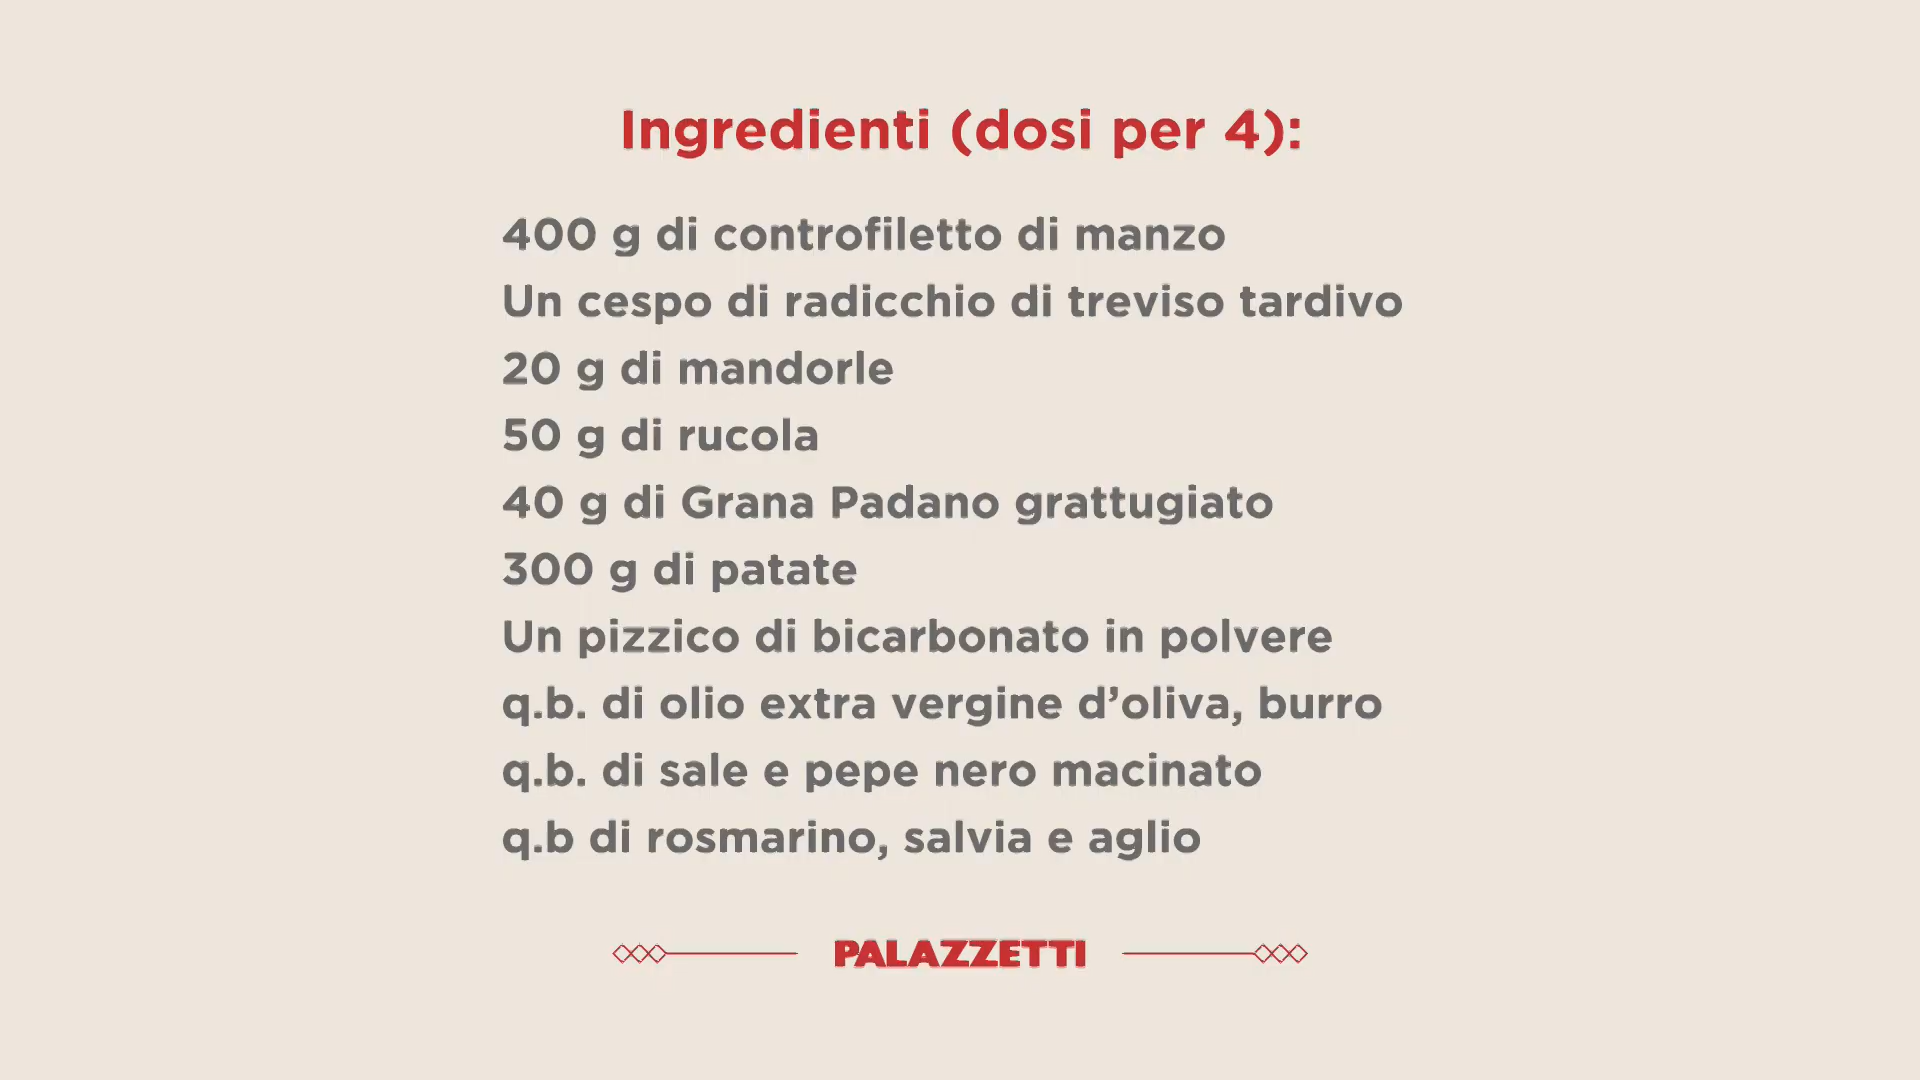 Ingredienti (dosi per 4):
400 g di controfiletto di manzo
Un cespo di radicchio di treviso tardivo
20 g di mandorle
50 g di rucola
40 g di Grana Padano grattugiato
300 g di patate
Un pizzico di bicarbonato in polvere
q.b. di olio extra vergine d’oliva, burro
q.b. di sale e pepe nero macinato
q.b di rosmarino, salvia e aglio
PALAZZETTI